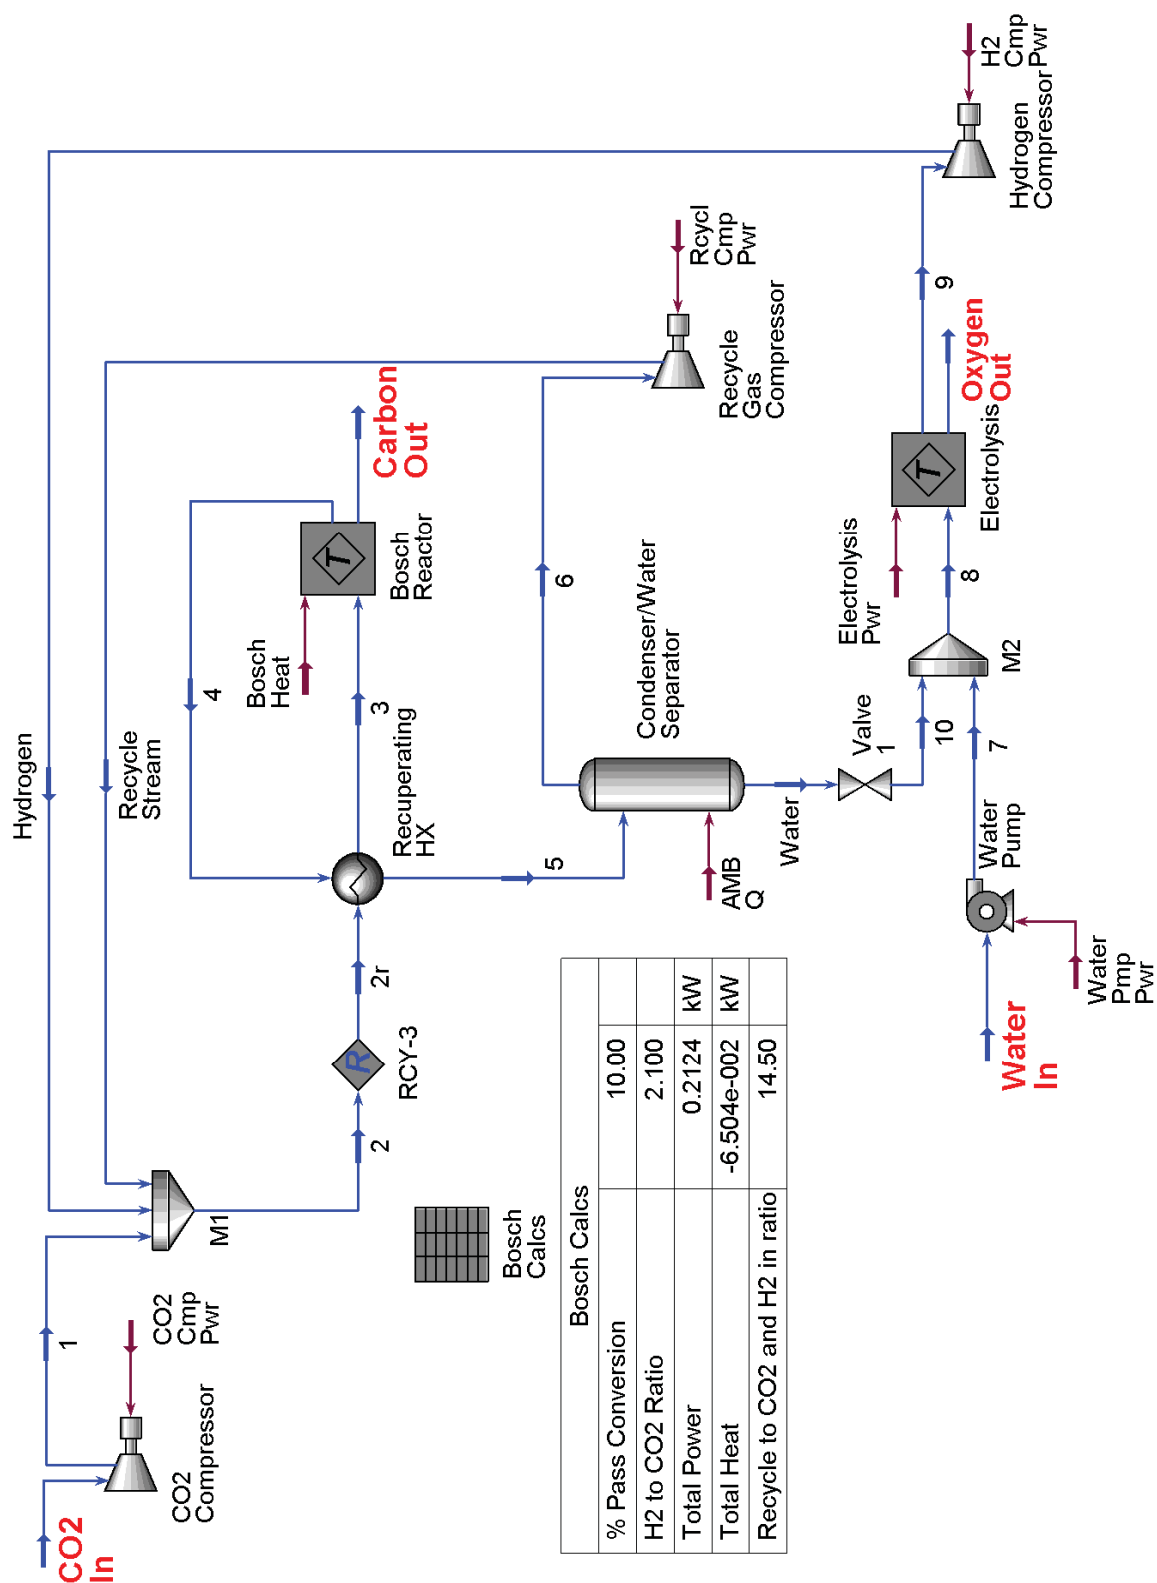 CO2
In
CO2
Compressor
CO2
Cmp
Pwr
1
M1
Hydrogen
Recycle
Stream
2
RCY-3
R
2r
Recuperating
HX
3
4
5
Bosch
Heat
T
Bosch
Reactor
Carbon
Out
Condenser/Water
Separator
AMB
Q
6
Recycle
Gas
Compressor
Rcycl
Cmp
Pwr
Water
Valve
1
10
Water
In
Water
Pmp
Pwr
Water
Pump
7
M2
8
Electrolysis
Pwr
T
Electrolysis
Oxygen
Out
9
Hydrogen
Compressor
H2
Cmp
Pwr
Bosch
Calcs
Bosch Calcs
% Pass Conversion 10.00
H2 to CO2 Ratio 2.100
Total Power 0.2124 kW
Total Heat -6.504e-002 kW
Recycle to CO2 and H2 in ratio 14.50